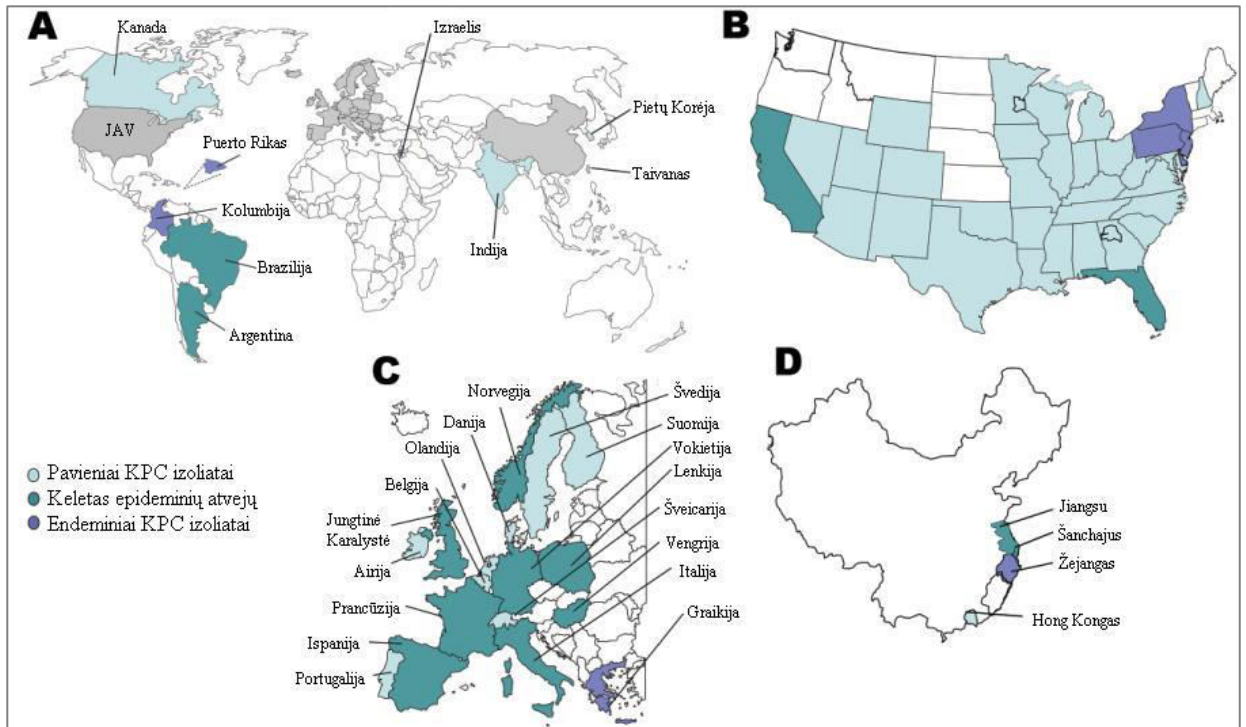 A
Kanada
Izraelis
JAV
Puerto Rikas
Pietų Korėja
Taivanas
Kolumbija
Indija
Brazilija
Argentina
B
C
Norvegija
Švedija
Danija
Suomija
Olandija
Vokietija
Belgija
Lenkija
Jungtinė
Karalystė
Šveicarija
Airija
Vengrija
Prancūzija
Italija
Ispanija
Graikija
Portugalija
D
Jiangsu
Šanchajus
Žejangas
Hong Kongas
Pavieniai KPC izoliatai
Keletas epideminių atvejų
Endeminiai KPC izoliatai